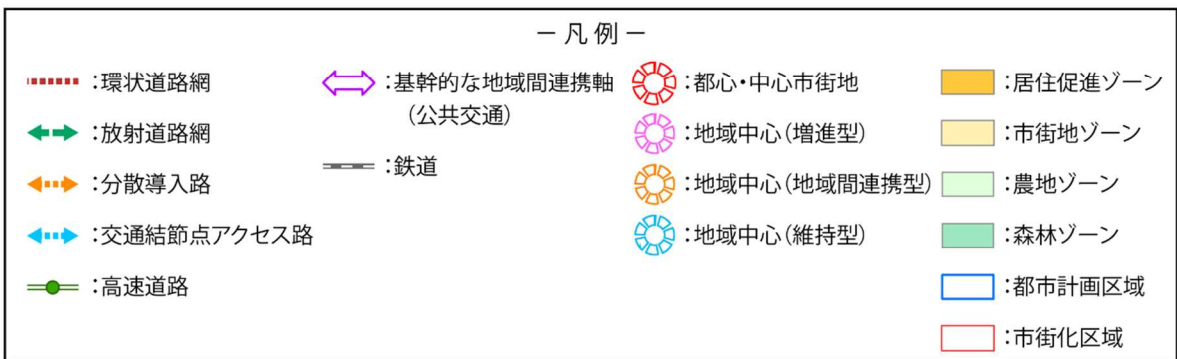 －凡例－
：環状道路網
：放射道路網
：分散導入路
：交通結節点アクセス路
：高速道路
：基幹的な地域間連携軸
（公共交通）
：鉄道
：都心・中心市街地
：地域中心（増進型）
：地域中心（地域間連携型）
：地域中心（維持型）
：居住促進ゾーン
：市街地ゾーン
：農地ゾーン
：森林ゾーン
：都市計画区域
：市街化区域